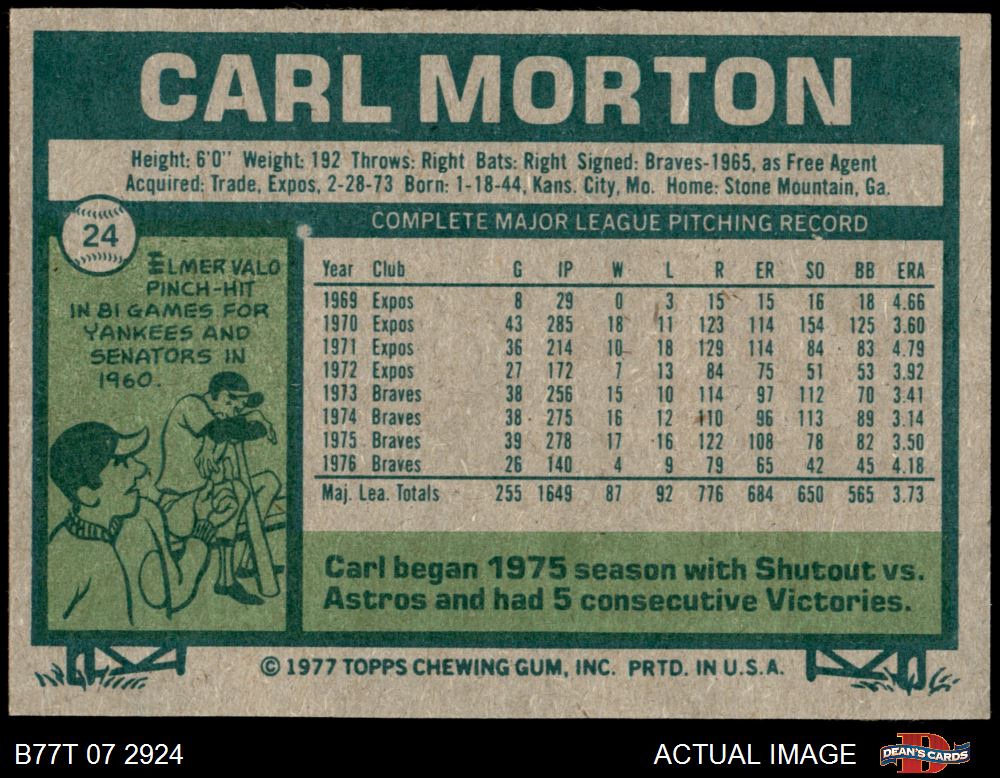 CARL MORTON
Height: 6'0" Weight: 192 Throws: Right Bats: Right Signed: Braves-1965, as Free Agent
Acquired: Trade, Expos, 2-28-73 Born: 1-18-44, Kans. City, Mo. Home: Stone Mountain, Ga.
COMPLETE MAJOR LEAGUE PITCHING RECORD
24
ELMER VALO
PINCH-HIT
IN 81 GAMES FOR
YANKEES AND
SENATORS IN
1960.
Year Club G IP W L R ER SO BB ERA
1969 Expos 8 29 0 3 15 15 16 18 4.66
1970 Expos 43 285 18 11 123 114 154 125 3.60
1971 Expos 36 214 10 18 129 114 84 83 4.79
1972 Expos 27 172 7 13 84 75 51 53 3.92
1973 Braves 38 256 15 10 114 97 112 70 3.41
1974 Braves 38 275 16 12 110 96 113 89 3.14
1975 Braves 39 278 17 16 122 108 78 82 3.50
1976 Braves 26 140 4 9 79 65 42 45 4.18
Maj. Lea. Totals 255 1649 87 92 776 684 650 565 3.73
Carl began 1975 season with Shutout vs.
Astros and had 5 consecutive Victories.
© 1977 TOPPS CHEWING GUM, INC. PRTD. IN U.S.A.
B77T 07 2924 ACTUAL IMAGE
D
DEAN'S CARDS